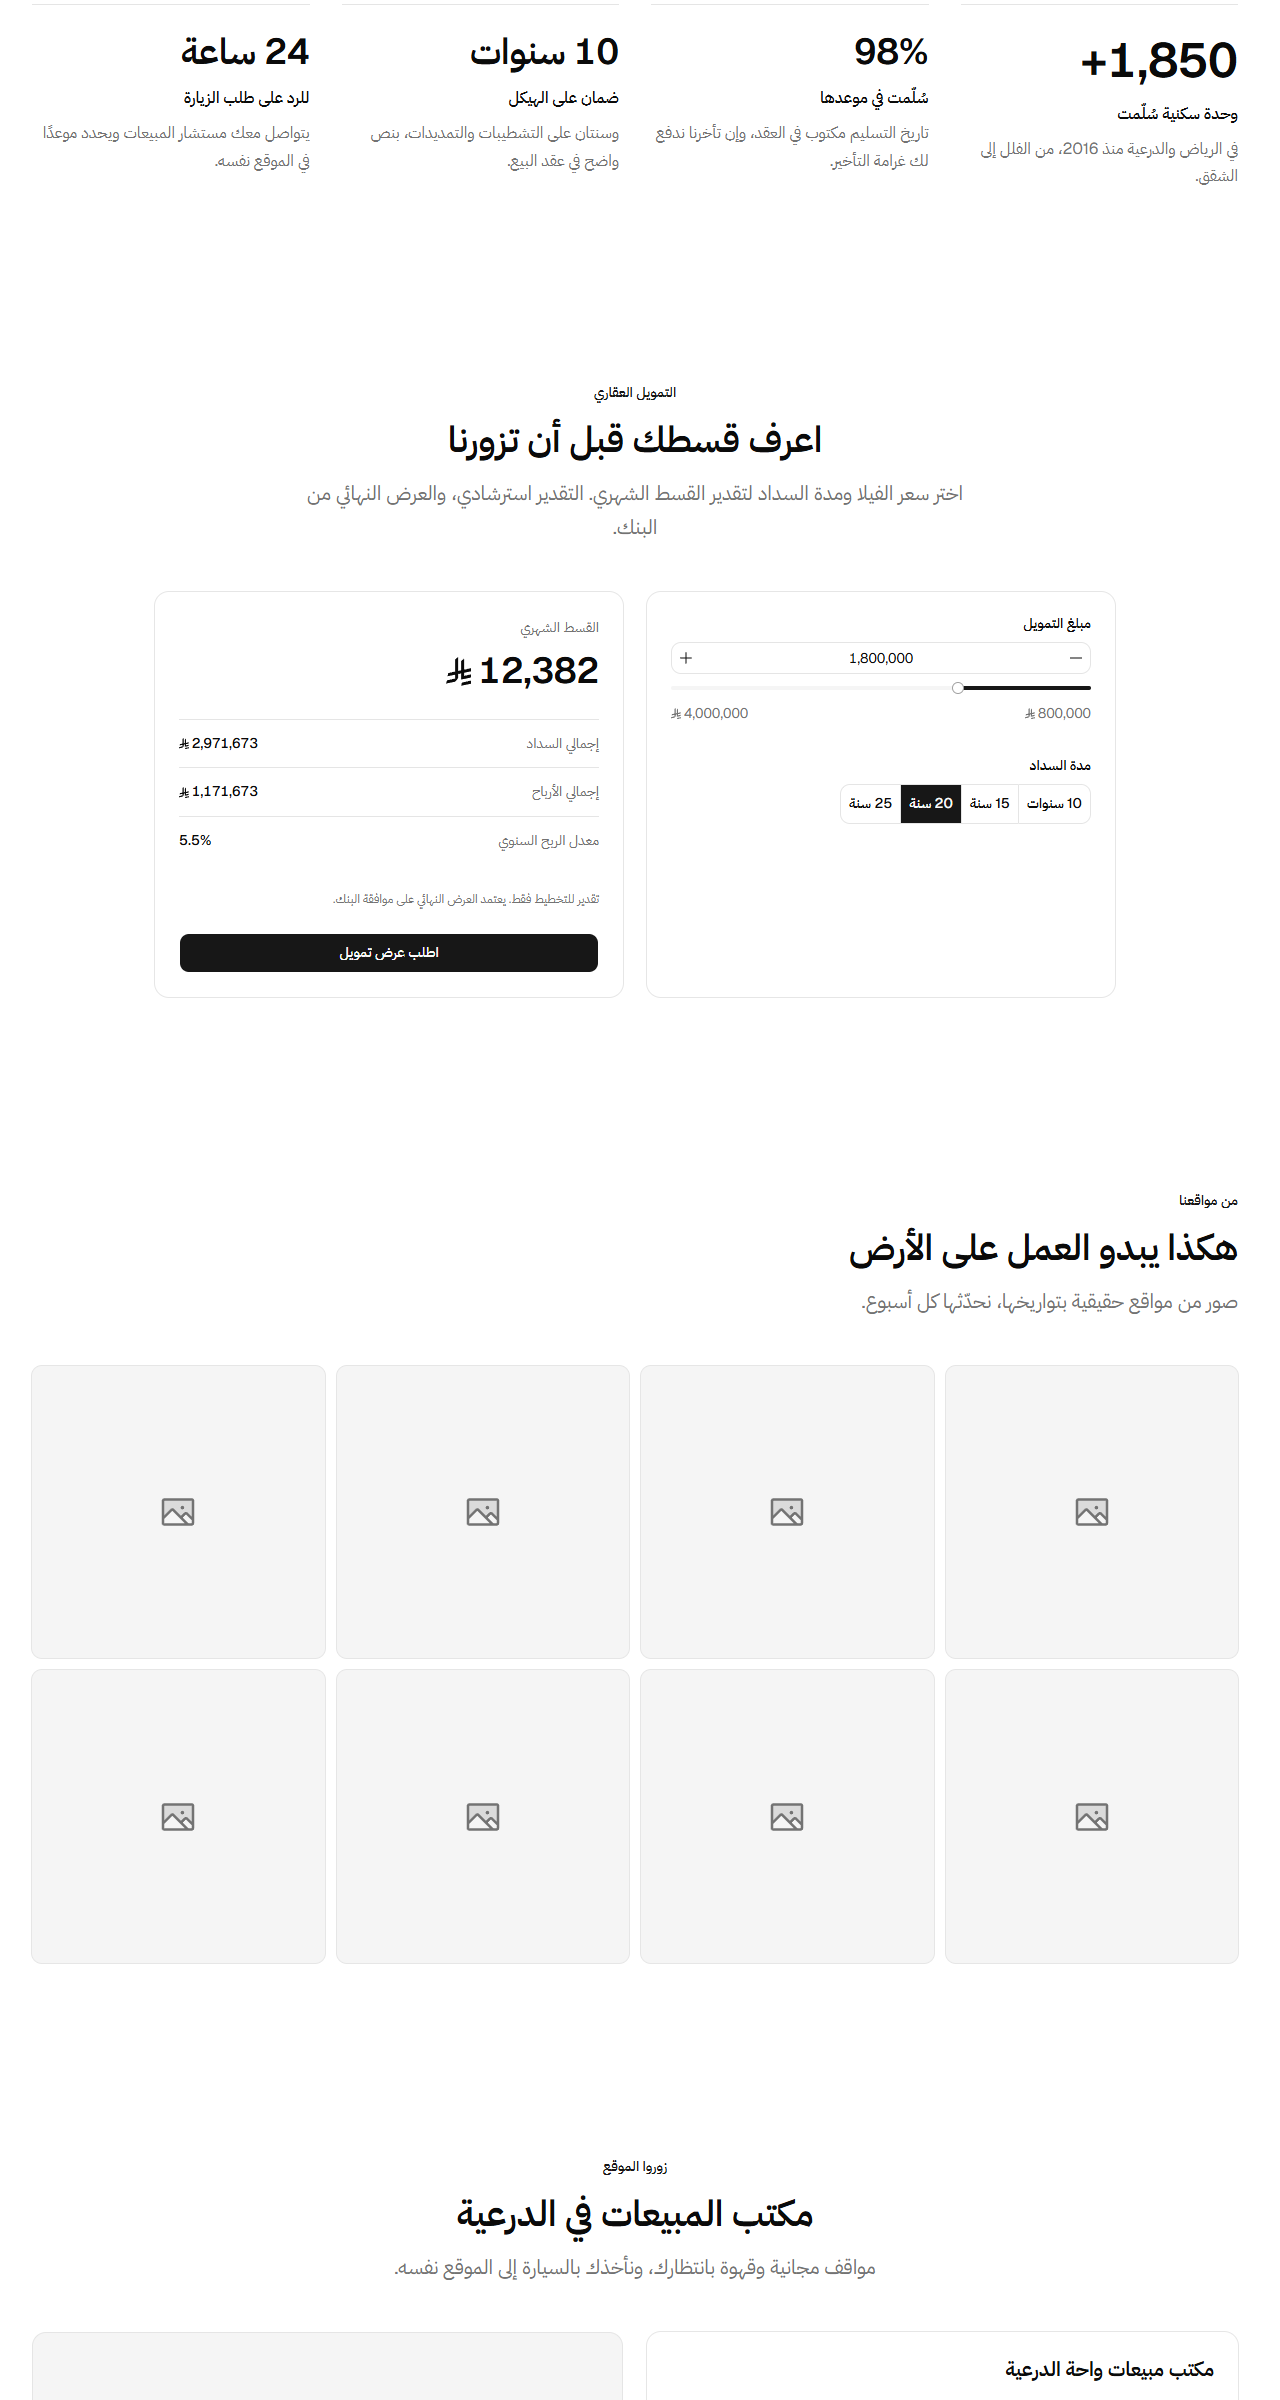 +1,850
وحدة سكنية سُلّمت
في الرياض والدرعية منذ 2016، من الفلل إلى
الشقق.
98%
سُلّمت في موعدها
تاريخ التسليم مكتوب في العقد، وإن تأخرنا ندفع
لك غرامة التأخير.
10 سنوات
ضمان على الهيكل
وسنتان على التشطيبات والتمديدات، بنص
واضح في عقد البيع.
24 ساعة
للرد على طلب الزيارة
يتواصل معك مستشار المبيعات ويحدد موعدًا
في الموقع نفسه.
التمويل العقاري
اعرف قسطك قبل أن تزورنا
اختر سعر الفيلا ومدة السداد لتقدير القسط الشهري. التقدير استرشادي، والعرض النهائي من
البنك.
مبلغ التمويل
1,800,000
800,000 ⃁
4,000,000 ⃁
مدة السداد
10 سنوات
15 سنة
20 سنة
25 سنة
القسط الشهري
12,382 ⃁
إجمالي السداد
2,971,673 ⃁
إجمالي الأرباح
1,171,673 ⃁
معدل الربح السنوي
5.5%
تقدير للتخطيط فقط. يعتمد العرض النهائي على موافقة البنك.
اطلب عرض تمويل
من مواقعنا
هكذا يبدو العمل على الأرض
صور من مواقع حقيقية بتواريخها، نحدّثها كل أسبوع.
زوروا الموقع
مكتب المبيعات في الدرعية
مواقف مجانية وقهوة بانتظارك، ونأخذك بالسيارة إلى الموقع نفسه.
مكتب مبيعات واحة الدرعية